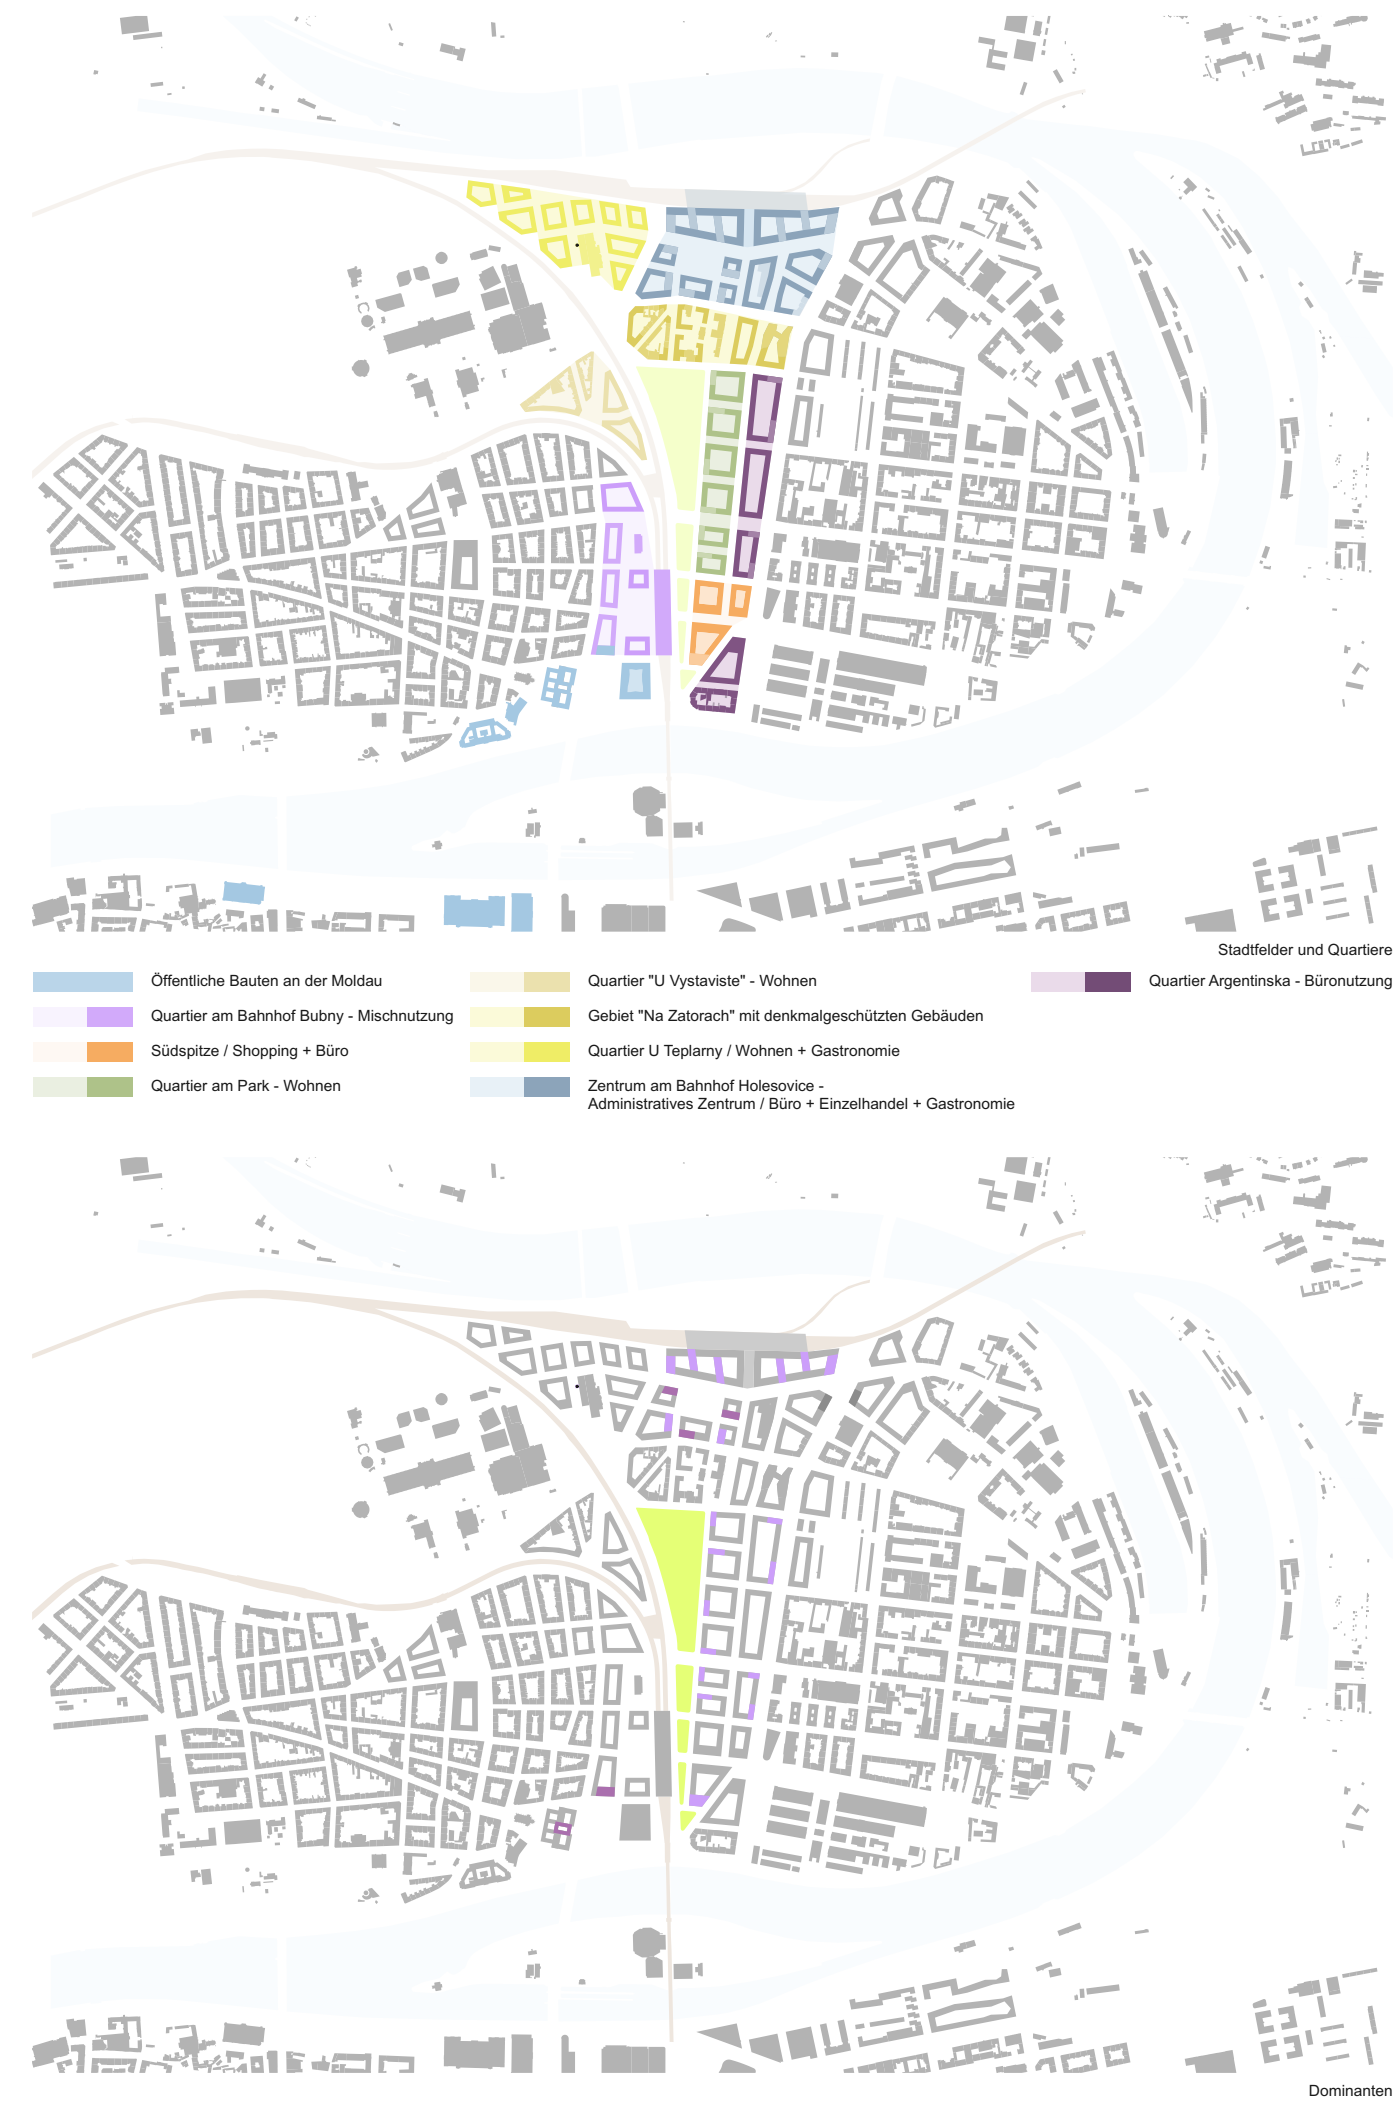 Stadtfelder und Quartiere
Öffentliche Bauten an der Moldau
Quartier am Bahnhof Bubny - Mischnutzung
Südspitze / Shopping + Büro
Quartier am Park - Wohnen
Quartier "U Vystaviste" - Wohnen
Gebiet "Na Zatorach" mit denkmalgeschützten Gebäuden
Quartier U Teplarny / Wohnen + Gastronomie
Zentrum am Bahnhof Holesovice -
Administratives Zentrum / Büro + Einzelhandel + Gastronomie
Quartier Argentinska - Büronutzung
Dominanten